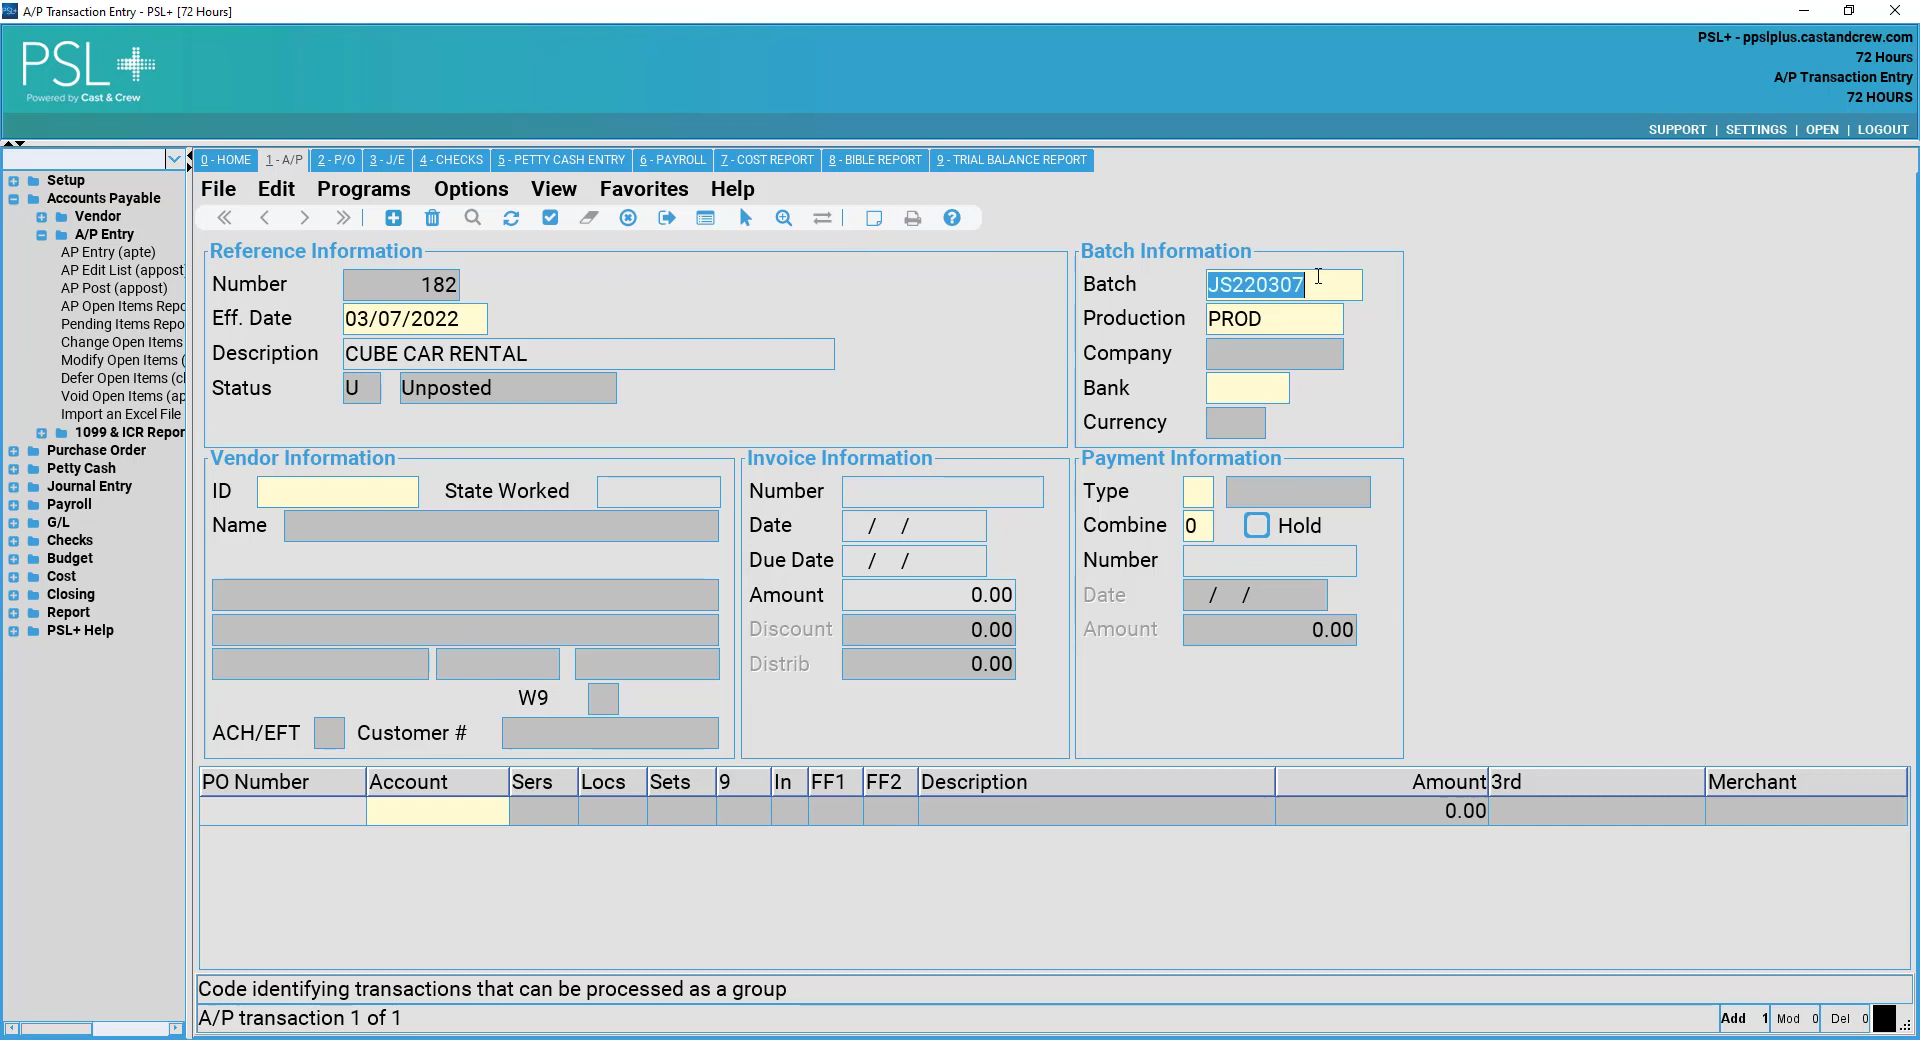 A/P Transaction Entry - PSL+ [72 Hours]
PSL+
Powered by Cast & Crew
PSL+ - ppslplus.castandcrew.com
72 Hours
A/P Transaction Entry
72 HOURS
SUPPORT | SETTINGS | OPEN | LOGOUT
0 - HOME 1 - A/P 2 - P/O 3 - J/E 4 - CHECKS 5 - PETTY CASH ENTRY 6 - PAYROLL 7 - COST REPORT 8 - BIBLE REPORT 9 - TRIAL BALANCE REPORT
File Edit Programs Options View Favorites Help
Setup
Accounts Payable
Vendor
A/P Entry
AP Entry (apte)
AP Edit List (appost)
AP Post (appost)
AP Open Items Repo
Pending Items Repo
Change Open Items
Modify Open Items (
Defer Open Items (cl
Void Open Items (ap
Import an Excel File
1099 & ICR Repor
Purchase Order
Petty Cash
Journal Entry
Payroll
G/L
Checks
Budget
Cost
Closing
Report
PSL+ Help
Reference Information
Number 182
Eff. Date 03/07/2022
Description CUBE CAR RENTAL
Status U Unposted
Batch Information
Batch JS220307
Production PROD
Company
Bank
Currency
Vendor Information
ID State Worked
Name
W9
ACH/EFT Customer #
Invoice Information
Number
Date / /
Due Date / /
Amount 0.00
Discount 0.00
Distrib 0.00
Payment Information
Type
Combine 0 Hold
Number
Date / /
Amount 0.00
PO Number Account Sers Locs Sets 9 In FF1 FF2 Description Amount 3rd Merchant
0.00
Code identifying transactions that can be processed as a group
A/P transaction 1 of 1 Add 1 Mod 0 Del 0